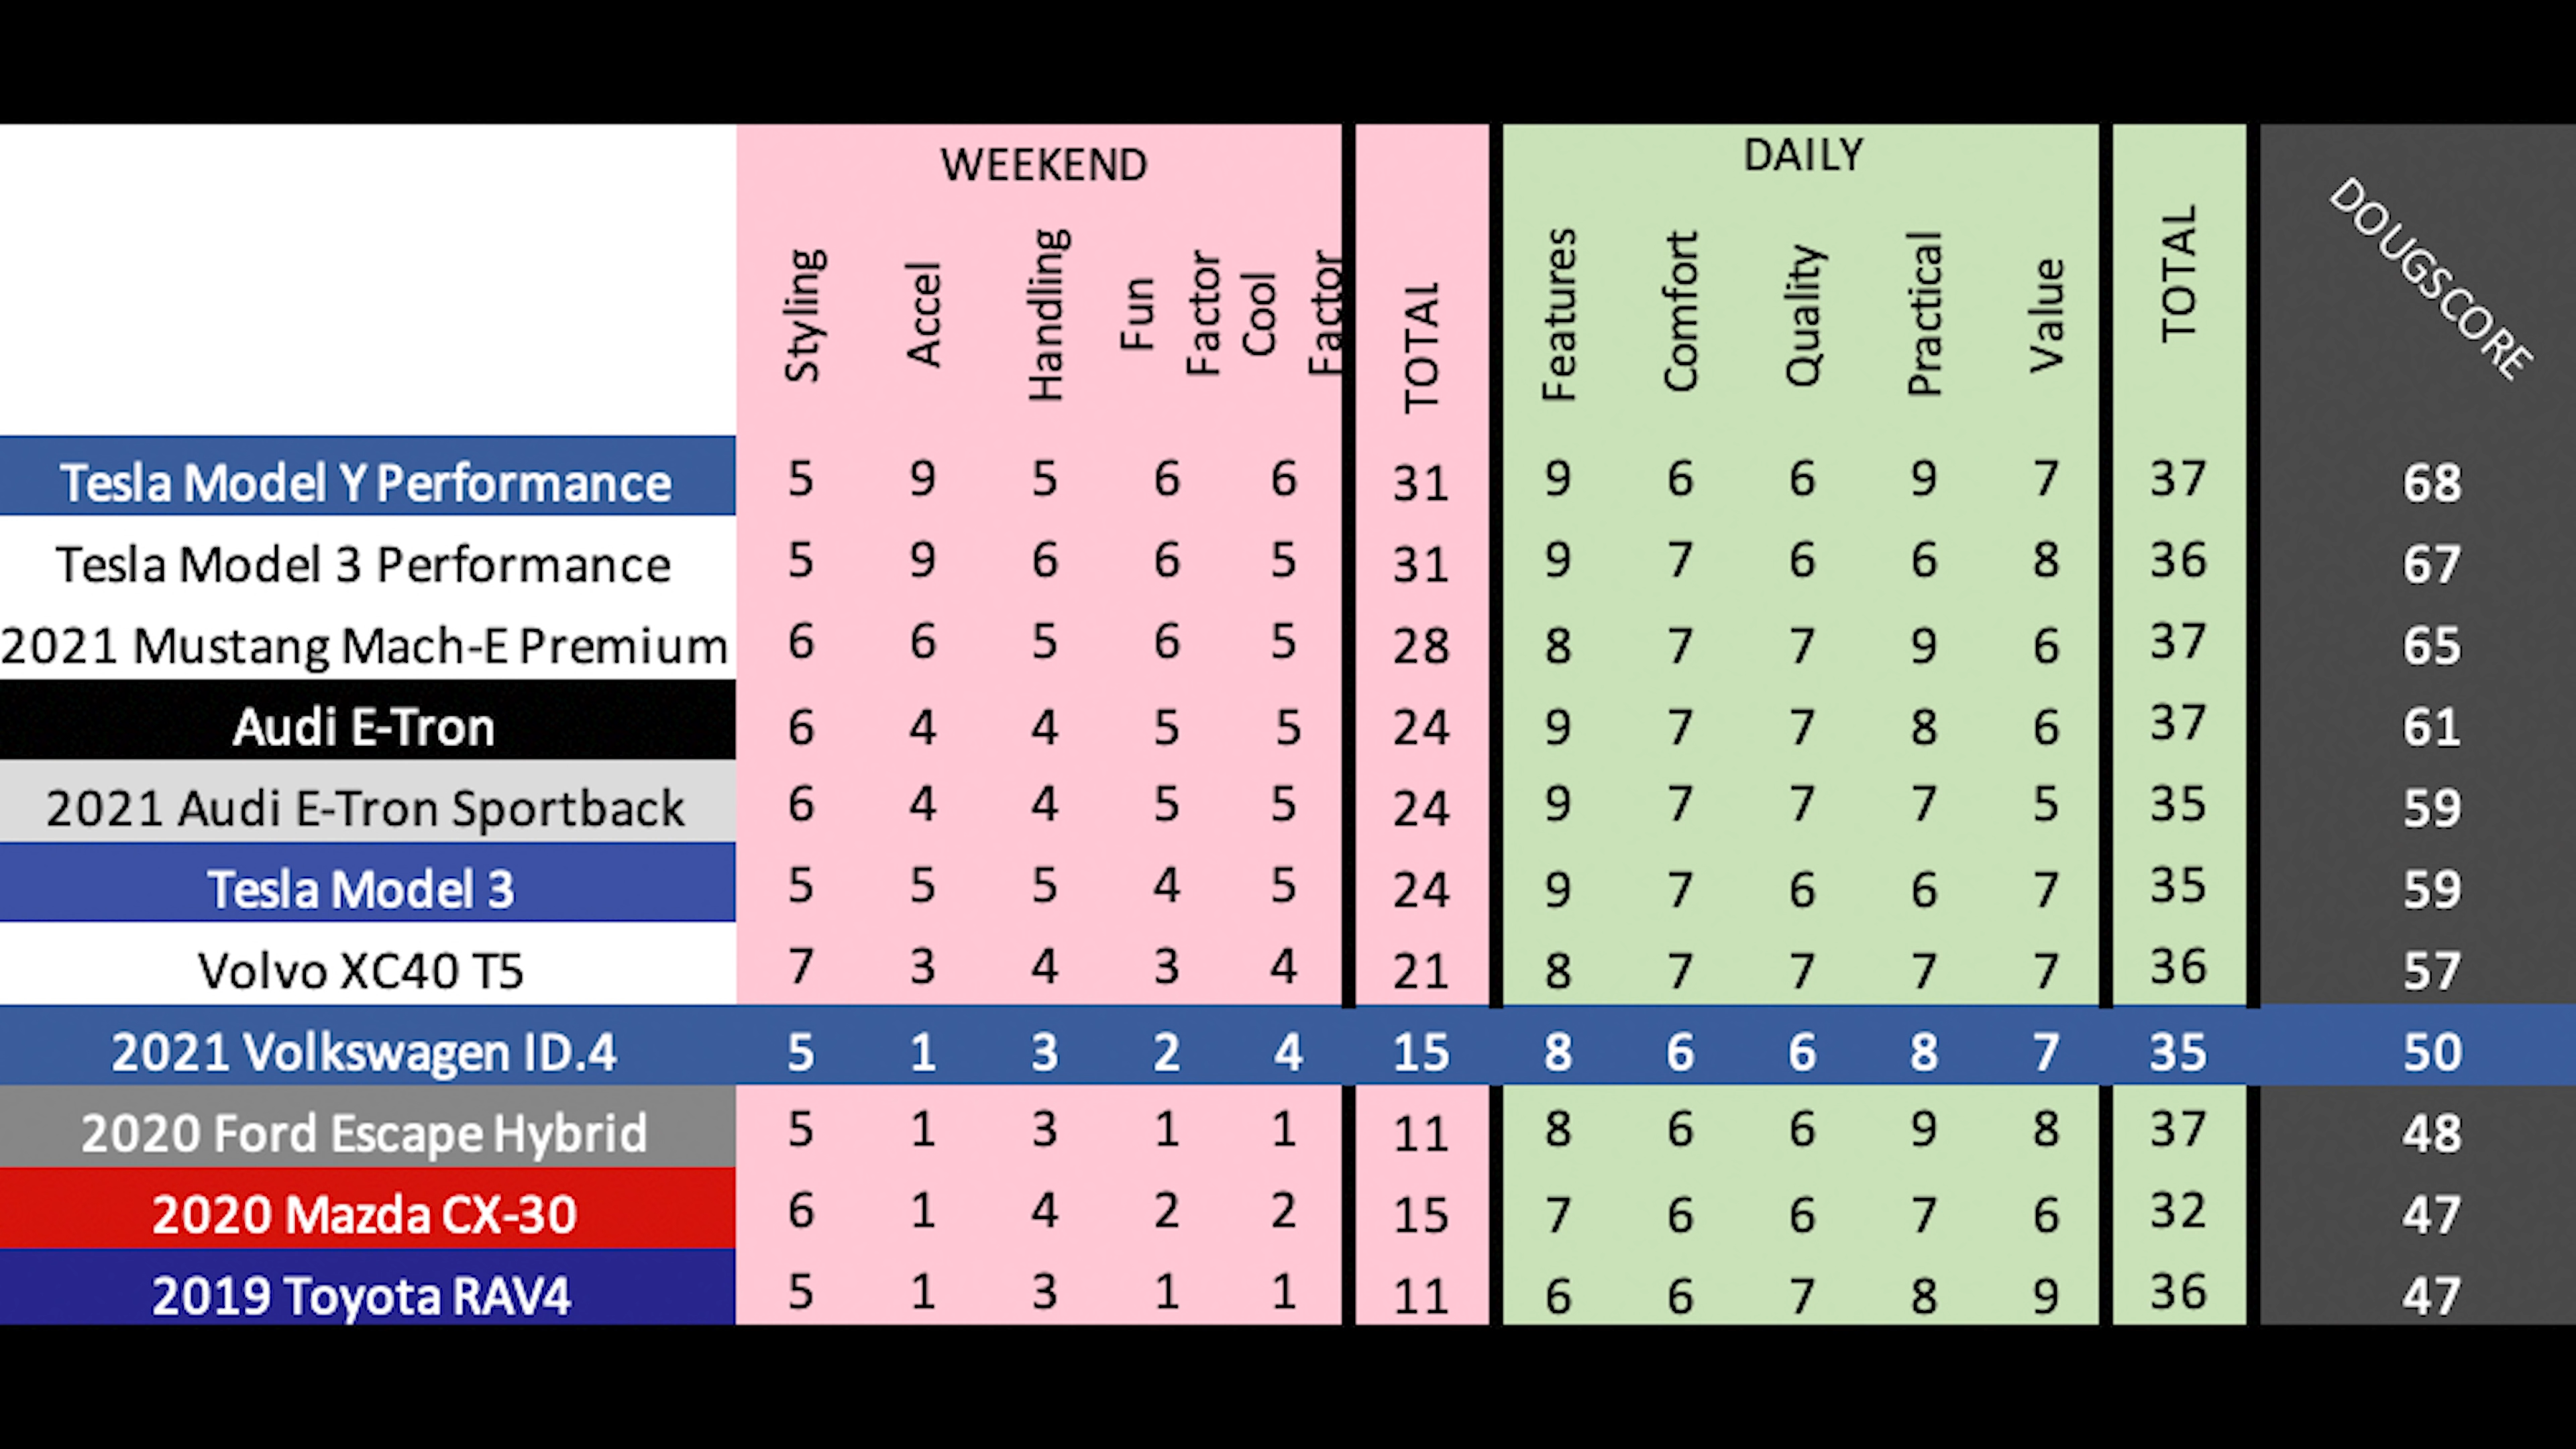 WEEKEND DAILY
Styling Accel Handling Fun Factor Cool Factor TOTAL Features Comfort Quality Practical Value TOTAL DOUGSCORE
Tesla Model Y Performance 5 9 5 6 6 31 9 6 6 9 7 37 68
Tesla Model 3 Performance 5 9 6 6 5 31 9 7 6 6 8 36 67
2021 Mustang Mach-E Premium 6 6 5 6 5 28 8 7 7 9 6 37 65
Audi E-Tron 6 4 4 5 5 24 9 7 7 8 6 37 61
2021 Audi E-Tron Sportback 6 4 4 5 5 24 9 7 7 7 5 35 59
Tesla Model 3 5 5 5 4 5 24 9 7 6 6 7 35 59
Volvo XC40 T5 7 3 4 3 4 21 8 7 7 7 7 36 57
2021 Volkswagen ID.4 5 1 3 2 4 15 8 6 6 8 7 35 50
2020 Ford Escape Hybrid 5 1 3 1 1 11 8 6 6 9 8 37 48
2020 Mazda CX-30 6 1 4 2 2 15 7 6 6 7 6 32 47
2019 Toyota RAV4 5 1 3 1 1 11 6 6 7 8 9 36 47